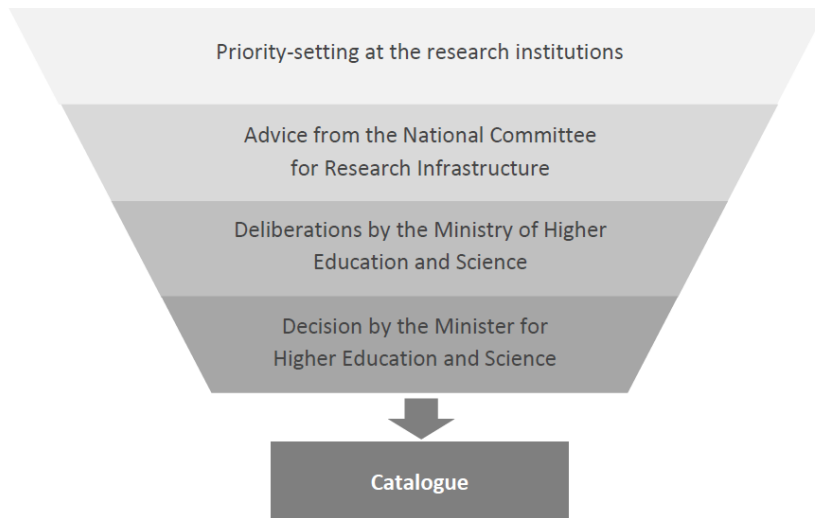 Priority-setting at the research institutions
Advice from the National Committee
for Research Infrastructure
Deliberations by the Ministry of Higher
Education and Science
Decision by the Minister for
Higher Education and Science
Catalogue